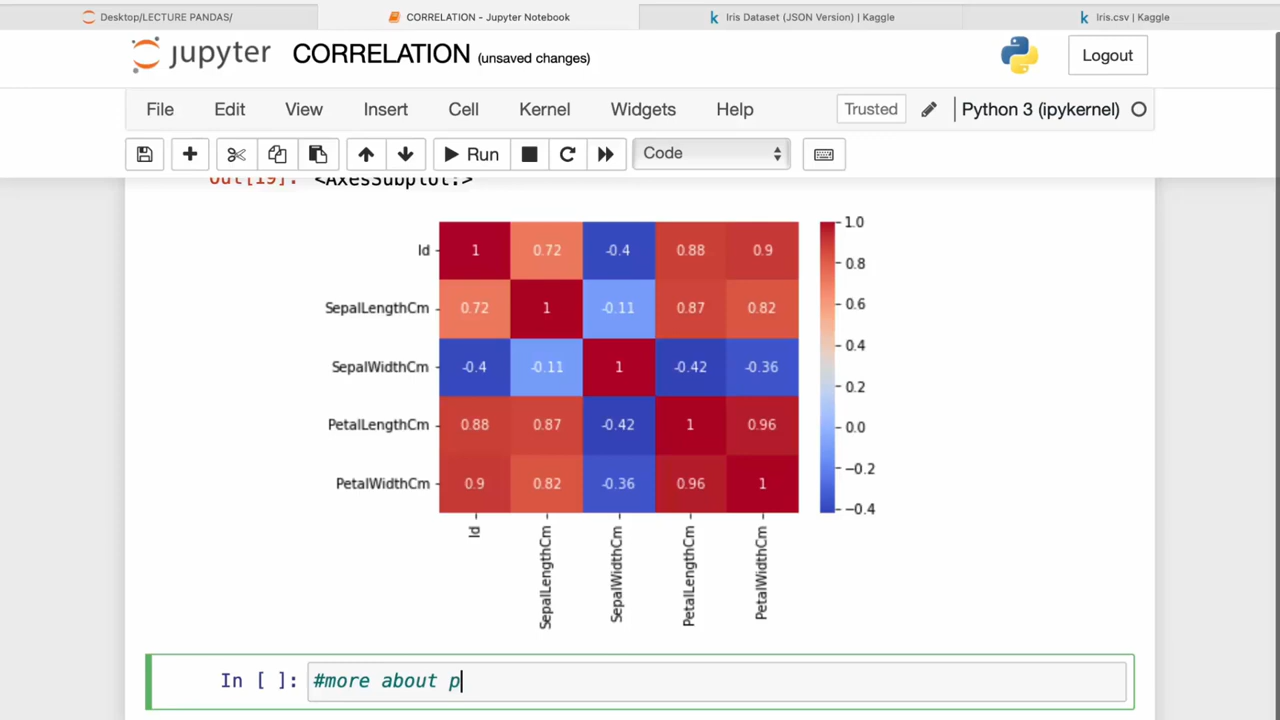 Desktop/LECTURE PANDAS/ CORRELATION - Jupyter Notebook Iris Dataset (JSON Version) | Kaggle Iris.csv | Kaggle
jupyter CORRELATION (unsaved changes) Logout
File Edit View Insert Cell Kernel Widgets Help Trusted Python 3 (ipykernel)
Run Code
Out[19]: <AxesSubplot:>
Id 1 0.72 -0.4 0.88 0.9
SepalLengthCm 0.72 1 -0.11 0.87 0.82
SepalWidthCm -0.4 -0.11 1 -0.42 -0.36
PetalLengthCm 0.88 0.87 -0.42 1 0.96
PetalWidthCm 0.9 0.82 -0.36 0.96 1
Id SepalLengthCm SepalWidthCm PetalLengthCm PetalWidthCm
1.0
0.8
0.6
0.4
0.2
0.0
−0.2
−0.4
In [ ]: #more about p